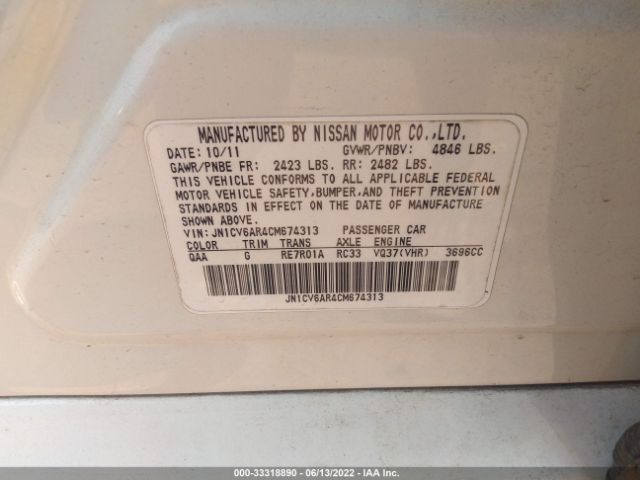 MANUFACTURED BY NISSAN MOTOR CO.,LTD.
DATE: 10/11 GVWR/PNBV: 4846 LBS.
GAWR/PNBE FR: 2423 LBS. RR: 2482 LBS.
THIS VEHICLE CONFORMS TO ALL APPLICABLE FEDERAL
MOTOR VEHICLE SAFETY,BUMPER,AND THEFT PREVENTION
STANDARDS IN EFFECT ON THE DATE OF MANUFACTURE
SHOWN ABOVE.
VIN: JN1CV6AR4CM674313 PASSENGER CAR
COLOR TRIM TRANS AXLE ENGINE
QAA G RE7R01A RC33 VQ37(VHR) 3696CC
JN1CV6AR4CM674313
000-33318890 - 06/13/2022 - IAA Inc.